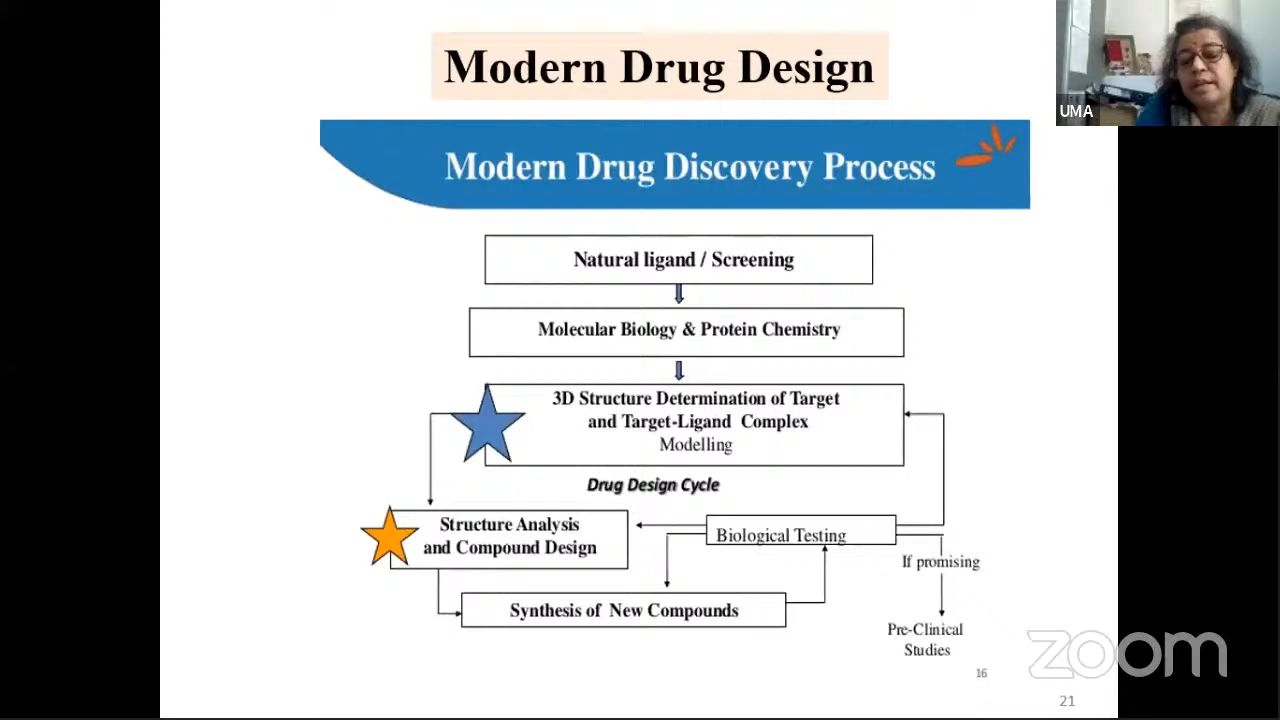 Modern Drug Design
UMA
Modern Drug Discovery Process
Natural ligand / Screening
Molecular Biology & Protein Chemistry
3D Structure Determination of Target
and Target-Ligand Complex
Modelling
Drug Design Cycle
Structure Analysis
and Compound Design
Biological Testing
If promising
Synthesis of New Compounds
Pre-Clinical
Studies
zoom
16
21